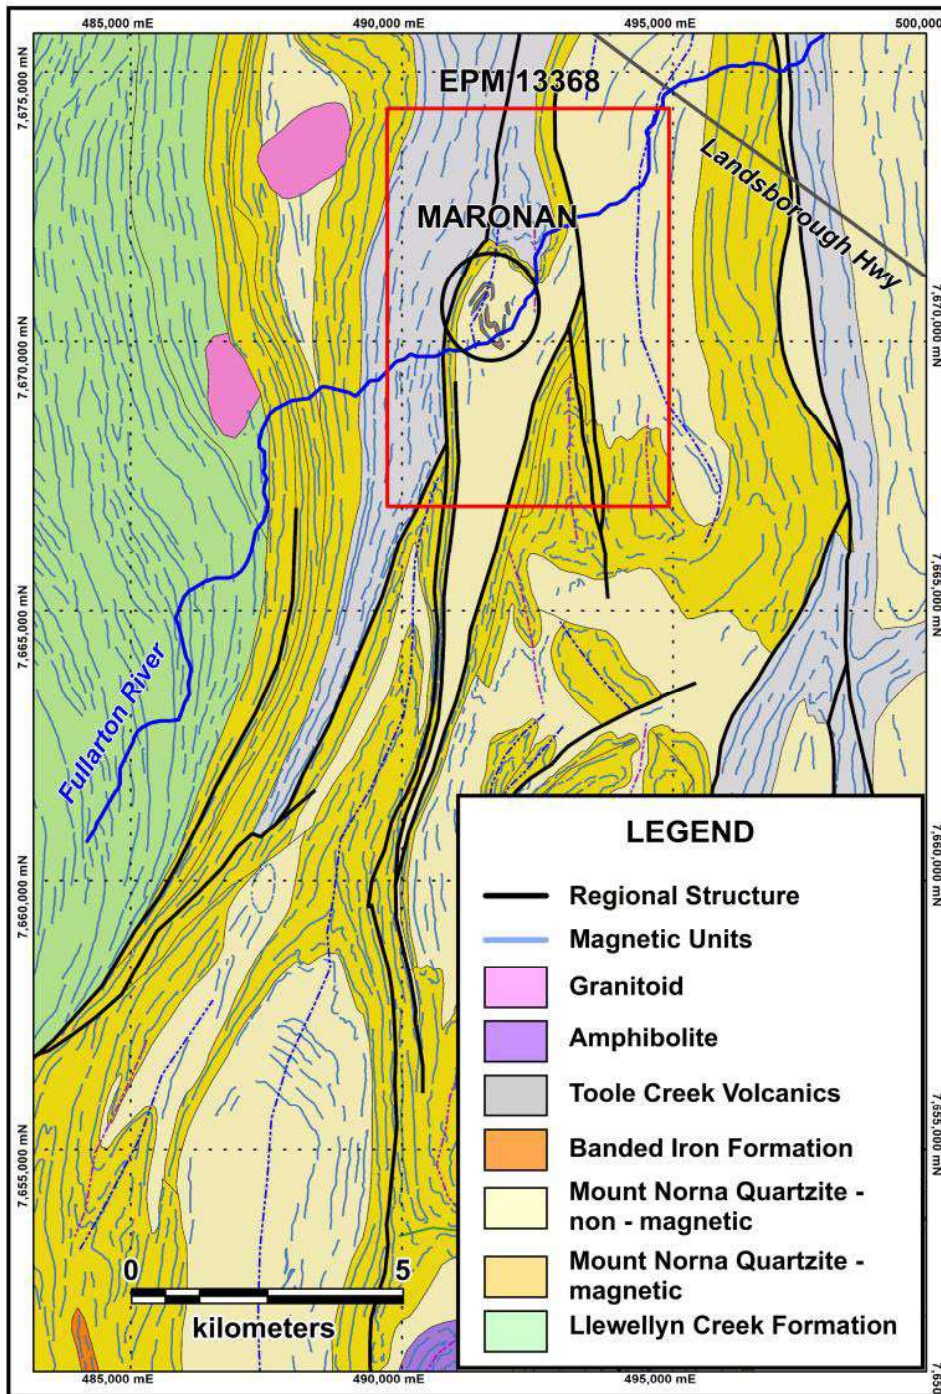 485,000 mE
490,000 mE
495,000 mE
500,000
7,675,000 mN
EPM 13368
Landsborough Hwy
MARONAN
7,670,000 mN
7,670,000 mN
7,665,000 mN
7,665,000 mN
Fullarton River
7,660,000 mN
7,660,000 mN
7,655,000 mN
7,655,000 mN
LEGEND
Regional Structure
Magnetic Units
Granitoid
Amphibolite
Toole Creek Volcanics
Banded Iron Formation
Mount Norna Quartzite -
non - magnetic
Mount Norna Quartzite -
magnetic
Llewellyn Creek Formation
0 5
kilometers
485,000 mE
490,000 mE
495,000 mE
7,650